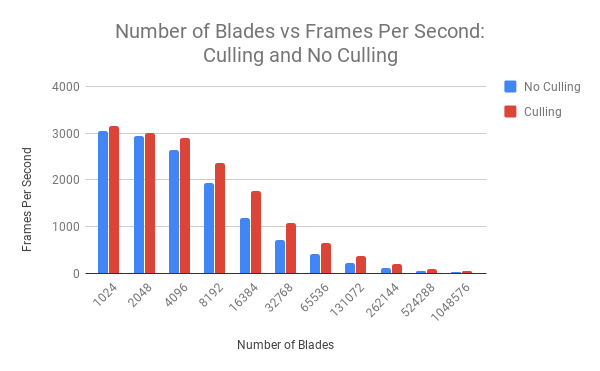 Number of Blades vs Frames Per Second:
Culling and No Culling
No Culling
Culling
Frames Per Second
4000
3000
2000
1000
0
1024
2048
4096
8192
16384
32768
65536
131072
262144
524288
1048576
Number of Blades